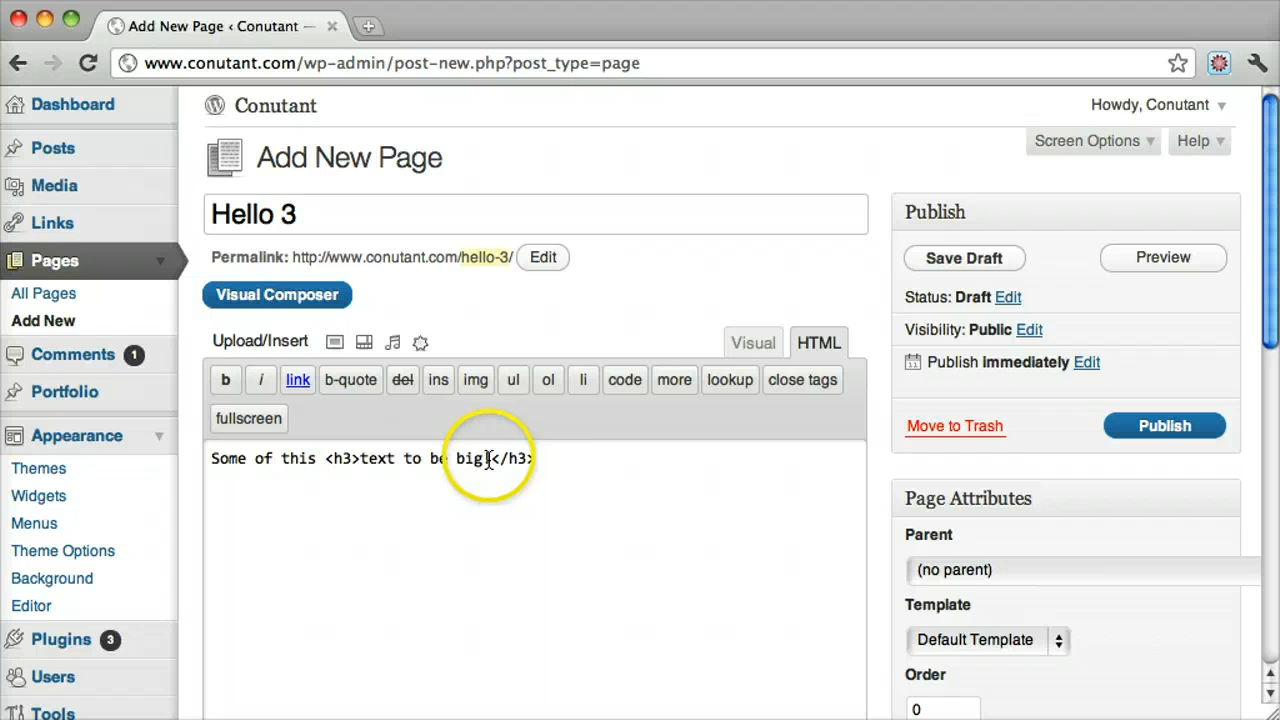 Add New Page ‹ Conutant —
www.conutant.com/wp-admin/post-new.php?post_type=page
Dashboard
Posts
Media
Links
Pages
All Pages
Add New
Comments 1
Portfolio
Appearance
Themes
Widgets
Menus
Theme Options
Background
Editor
Plugins 3
Users
Tools
Conutant
Howdy, Conutant
Screen Options
Help
Add New Page
Hello 3
Permalink: http://www.conutant.com/hello-3/ Edit
Visual Composer
Upload/Insert
Visual
HTML
b i link b-quote del ins img ul ol li code more lookup close tags
fullscreen
Some of this <h3>text to be big </h3>
Publish
Save Draft
Preview
Status: Draft Edit
Visibility: Public Edit
Publish immediately Edit
Move to Trash
Publish
Page Attributes
Parent
(no parent)
Template
Default Template
Order
0